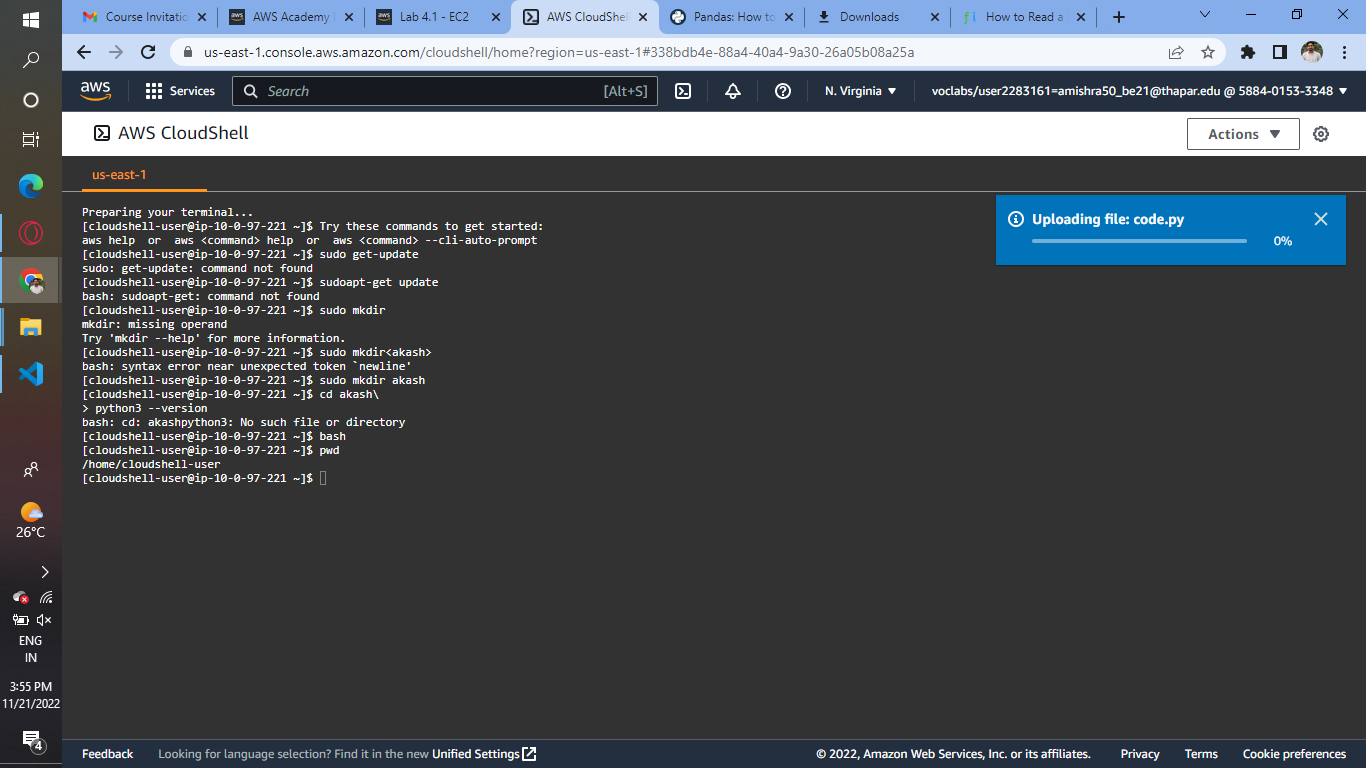 Course Invitatio
AWS Academy
Lab 4.1 - EC2
AWS CloudShell
Pandas: How to
Downloads
How to Read a
us-east-1.console.aws.amazon.com/cloudshell/home?region=us-east-1#338bdb4e-88a4-40a4-9a30-26a05b08a25a
aws
Services
Search
[Alt+S]
N. Virginia
voclabs/user2283161=amishra50_be21@thapar.edu @ 5884-0153-3348
AWS CloudShell
Actions
us-east-1
Preparing your terminal...
[cloudshell-user@ip-10-0-97-221 ~]$ Try these commands to get started:
aws help  or  aws <command> help  or  aws <command> --cli-auto-prompt
[cloudshell-user@ip-10-0-97-221 ~]$ sudo get-update
sudo: get-update: command not found
[cloudshell-user@ip-10-0-97-221 ~]$ sudoapt-get update
bash: sudoapt-get: command not found
[cloudshell-user@ip-10-0-97-221 ~]$ sudo mkdir
mkdir: missing operand
Try 'mkdir --help' for more information.
[cloudshell-user@ip-10-0-97-221 ~]$ sudo mkdir<akash>
bash: syntax error near unexpected token `newline'
[cloudshell-user@ip-10-0-97-221 ~]$ sudo mkdir akash
[cloudshell-user@ip-10-0-97-221 ~]$ cd akash\
> python3 --version
bash: cd: akashpython3: No such file or directory
[cloudshell-user@ip-10-0-97-221 ~]$ bash
[cloudshell-user@ip-10-0-97-221 ~]$ pwd
/home/cloudshell-user
[cloudshell-user@ip-10-0-97-221 ~]$
Uploading file: code.py
0%
26°C
ENG
IN
3:55 PM
11/21/2022
4
Feedback
Looking for language selection? Find it in the new Unified Settings
© 2022, Amazon Web Services, Inc. or its affiliates.
Privacy
Terms
Cookie preferences